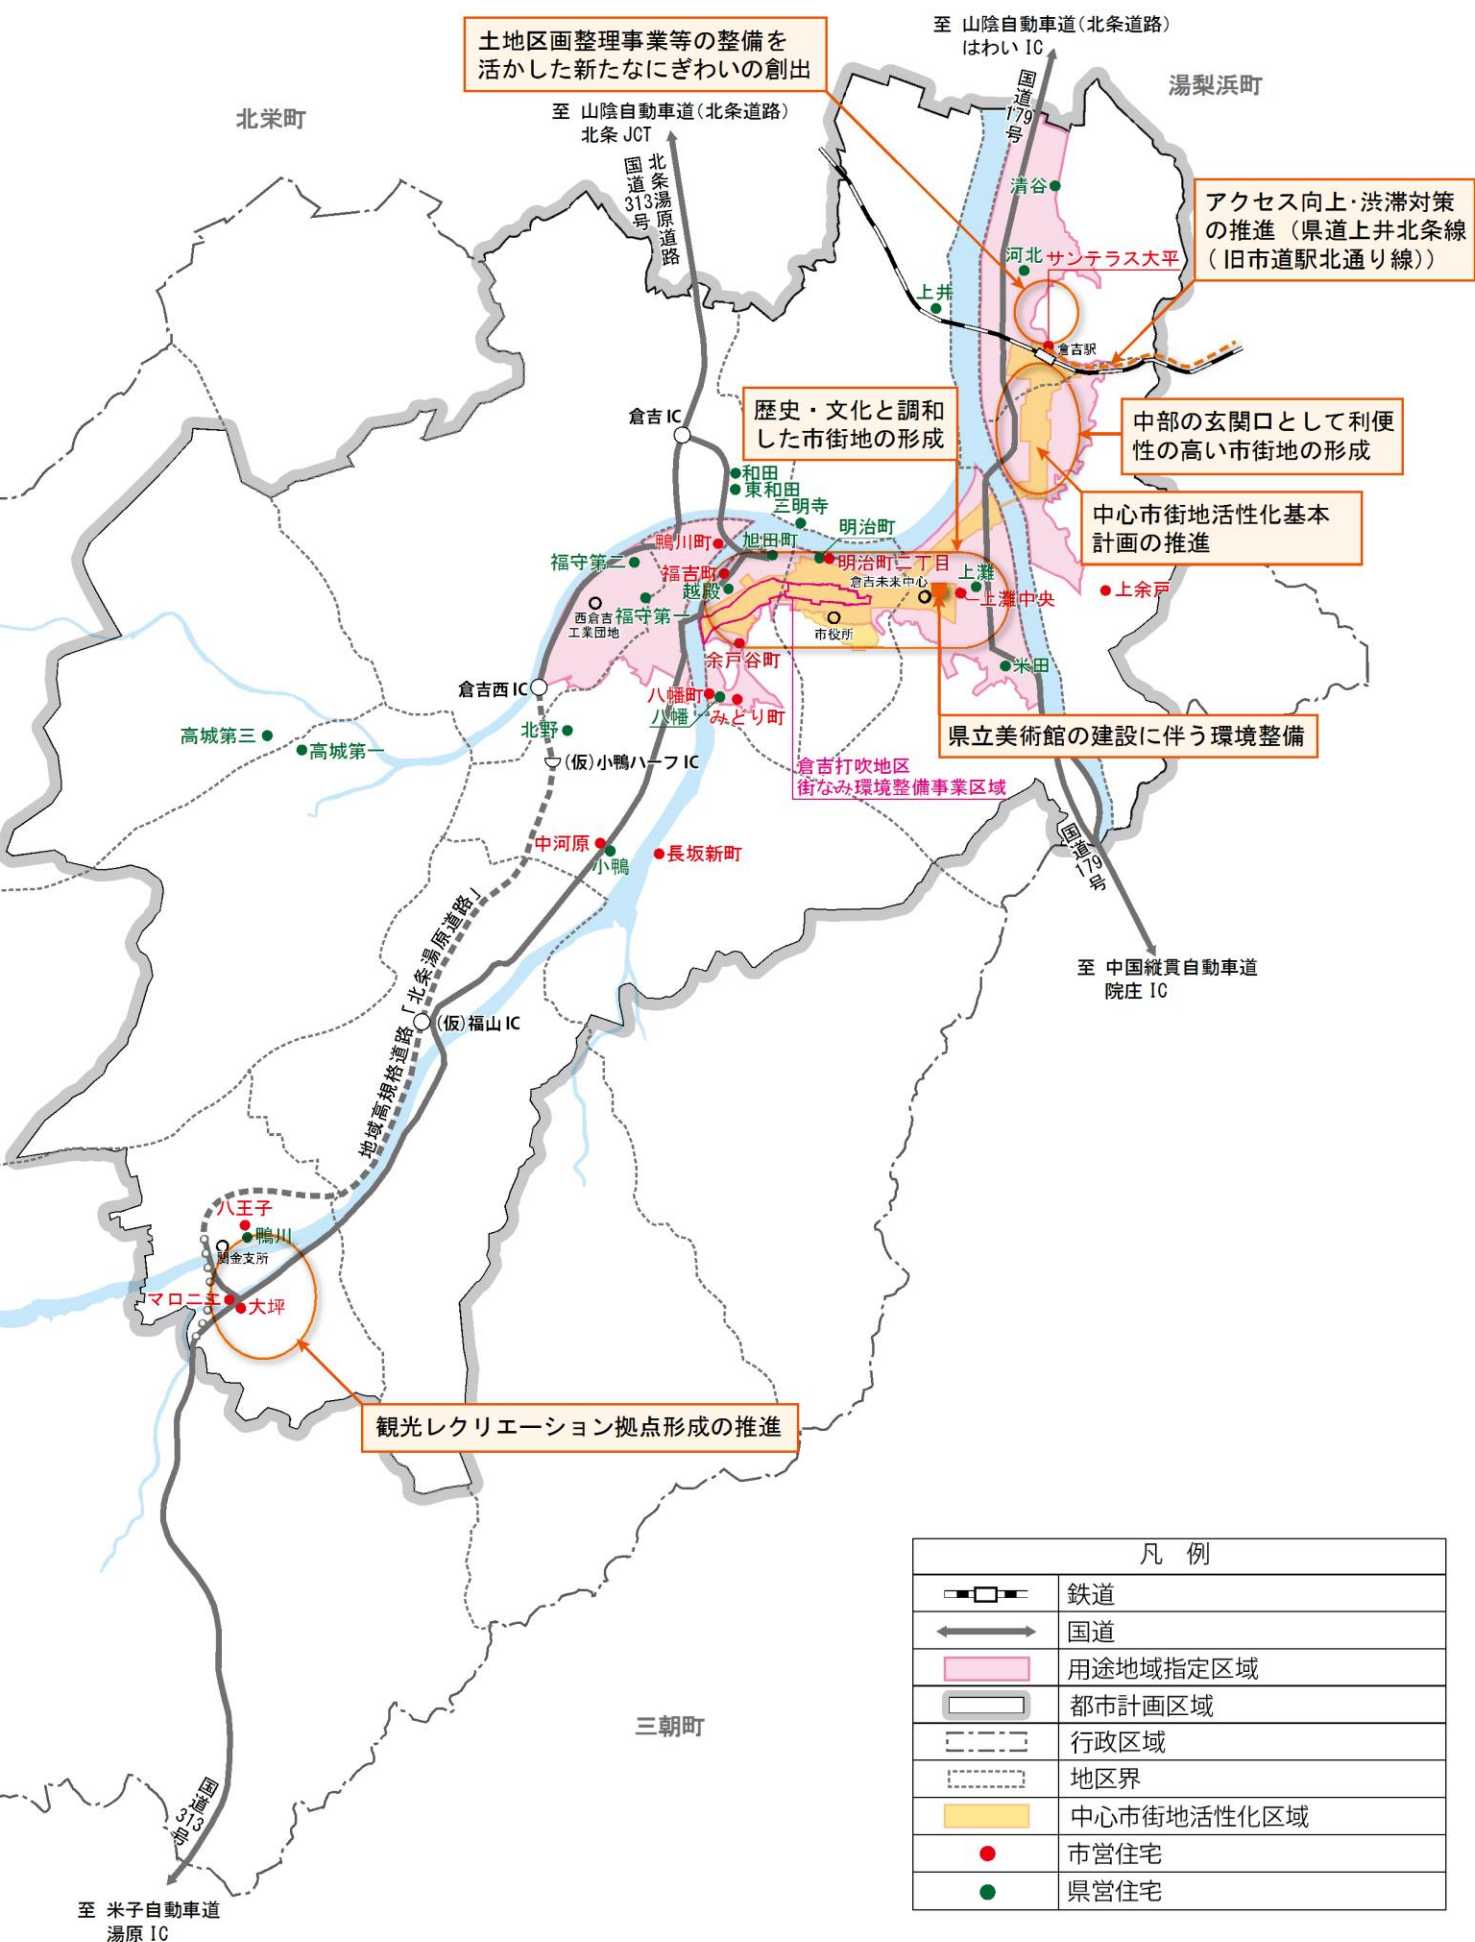 土地区画整理事業等の整備を
活かした新たなにぎわいの創出
至 山陰自動車道(北条道路)
はわい IC
国道179号
湯梨浜町
北栄町
至 山陰自動車道(北条道路)
北条 JCT
国道313号
北条湯原道路
清谷
アクセス向上・渋滞対策
の推進（県道上井北条線
（旧市道駅北通り線））
河北
サンテラス大平
上井
倉吉駅
倉吉 IC
歴史・文化と調和
した市街地の形成
中部の玄関口として利便
性の高い市街地の形成
和田
東和田
三明寺
明治町
中心市街地活性化基本
計画の推進
鴨川町
旭田町
福守第二
福吉町
明治町二丁目
越殿
倉吉未来中心
上灘
上灘中央
上余戸
西倉吉
工業団地
福守第一
市役所
余戸谷町
米田
倉吉西 IC
八幡町
八幡
みどり町
高城第三
高城第一
北野
県立美術館の建設に伴う環境整備
(仮)小鴨ハーフ IC
倉吉打吹地区
街なみ環境整備事業区域
中河原
小鴨
長坂新町
国道179号
地域高規格道路「北条湯原道路」
至 中国縦貫自動車道
院庄 IC
(仮)福山 IC
八王子
鴨川
関金支所
マロニエ
大坪
観光レクリエーション拠点形成の推進
凡 例
鉄道
国道
用途地域指定区域
都市計画区域
行政区域
地区界
中心市街地活性化区域
市営住宅
県営住宅
三朝町
国道313号
至 米子自動車道
湯原 IC